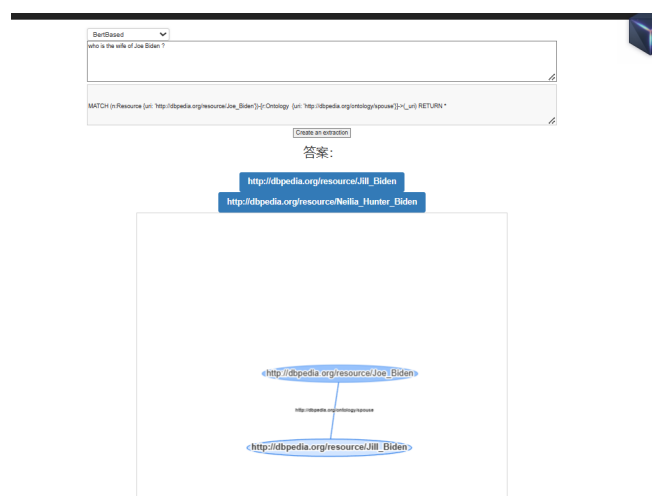 BertBased
who is the wife of Joe Biden ?
MATCH (n:Resource {uri: 'http://dbpedia.org/resource/Joe_Biden'})-[r:Ontology {uri: 'http://dbpedia.org/ontology/spouse'}]->(_uri) RETURN *
Create an extraction
答案：
http://dbpedia.org/resource/Jill_Biden
http://dbpedia.org/resource/Neilia_Hunter_Biden
<http://dbpedia.org/resource/Joe_Biden>
http://dbpedia.org/ontology/spouse
<http://dbpedia.org/resource/Jill_Biden>